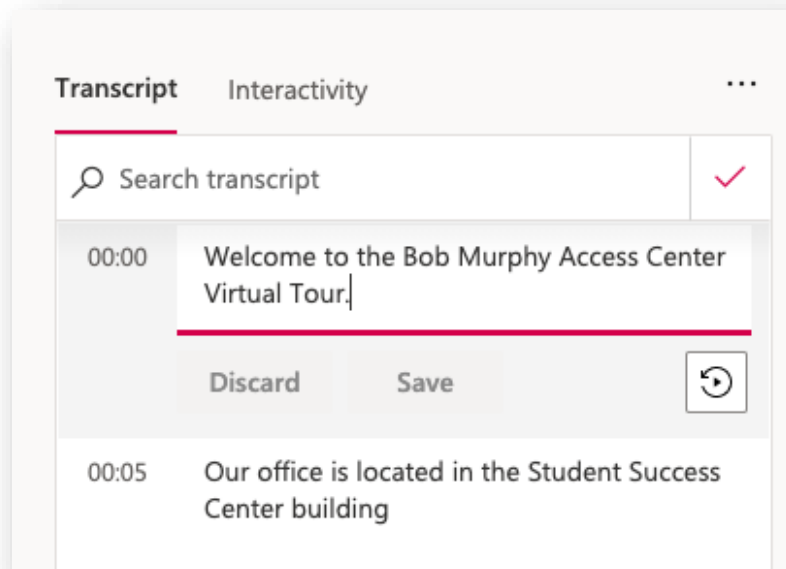 Transcript Interactivity ...
Search transcript
00:00 Welcome to the Bob Murphy Access Center
Virtual Tour.
Discard Save
00:05 Our office is located in the Student Success
Center building